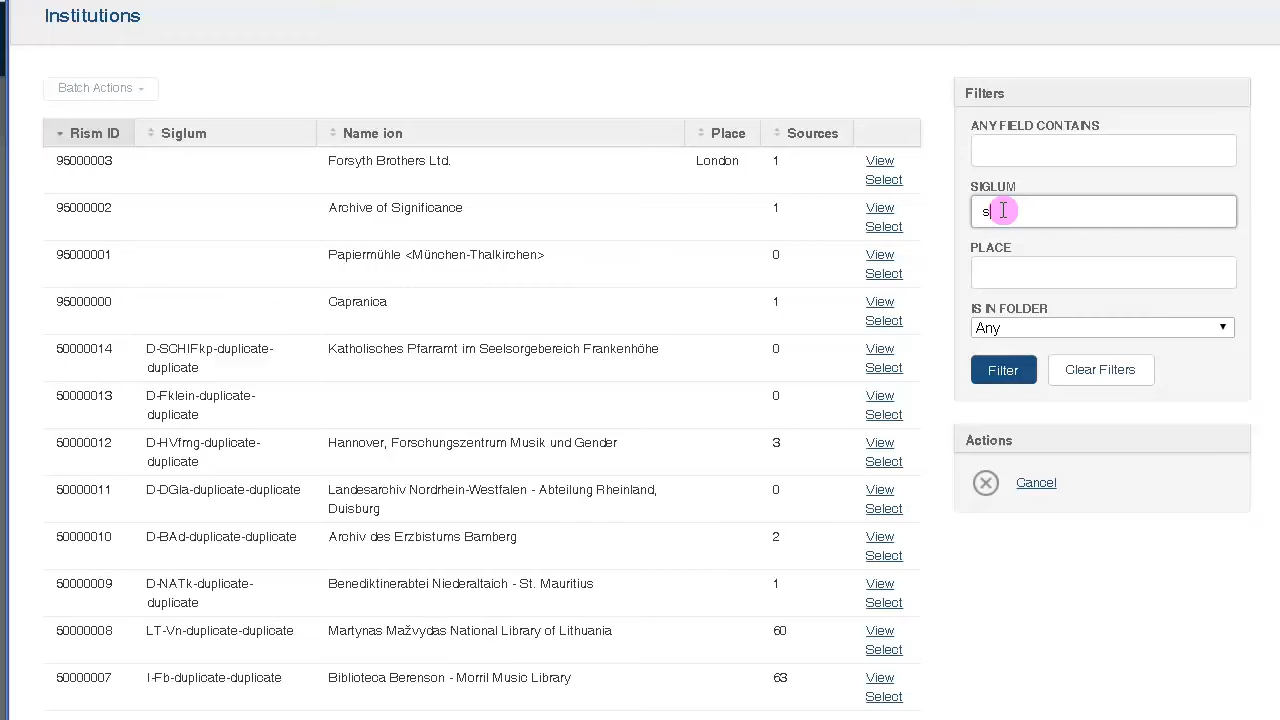 Institutions
Batch Actions
Rism ID Siglum Name ion Place Sources
95000003 Forsyth Brothers Ltd. London 1 View
Select
95000002 Archive of Significance 1 View
Select
95000001 Papiermühle <München-Thalkirchen> 0 View
Select
95000000 Capranica 1 View
Select
50000014 D-SCHIFkp-duplicate- Katholisches Pfarramt im Seelsorgebereich Frankenhöhe 0 View
duplicate Select
50000013 D-Fklein-duplicate- 0 View
duplicate Select
50000012 D-HVfmg-duplicate- Hannover, Forschungszentrum Musik und Gender 3 View
duplicate Select
50000011 D-DGla-duplicate-duplicate Landesarchiv Nordrhein-Westfalen - Abteilung Rheinland, 0 View
Duisburg Select
50000010 D-BAd-duplicate-duplicate Archiv des Erzbistums Bamberg 2 View
Select
50000009 D-NATk-duplicate- Benediktinerabtei Niederaltaich - St. Mauritius 1 View
duplicate Select
50000008 LT-Vn-duplicate-duplicate Martynas Mažvydas National Library of Lithuania 60 View
Select
50000007 I-Fb-duplicate-duplicate Biblioteca Berenson - Morril Music Library 63 View
Select
Filters
ANY FIELD CONTAINS
SIGLUM
s
PLACE
IS IN FOLDER
Any
Filter Clear Filters
Actions
Cancel